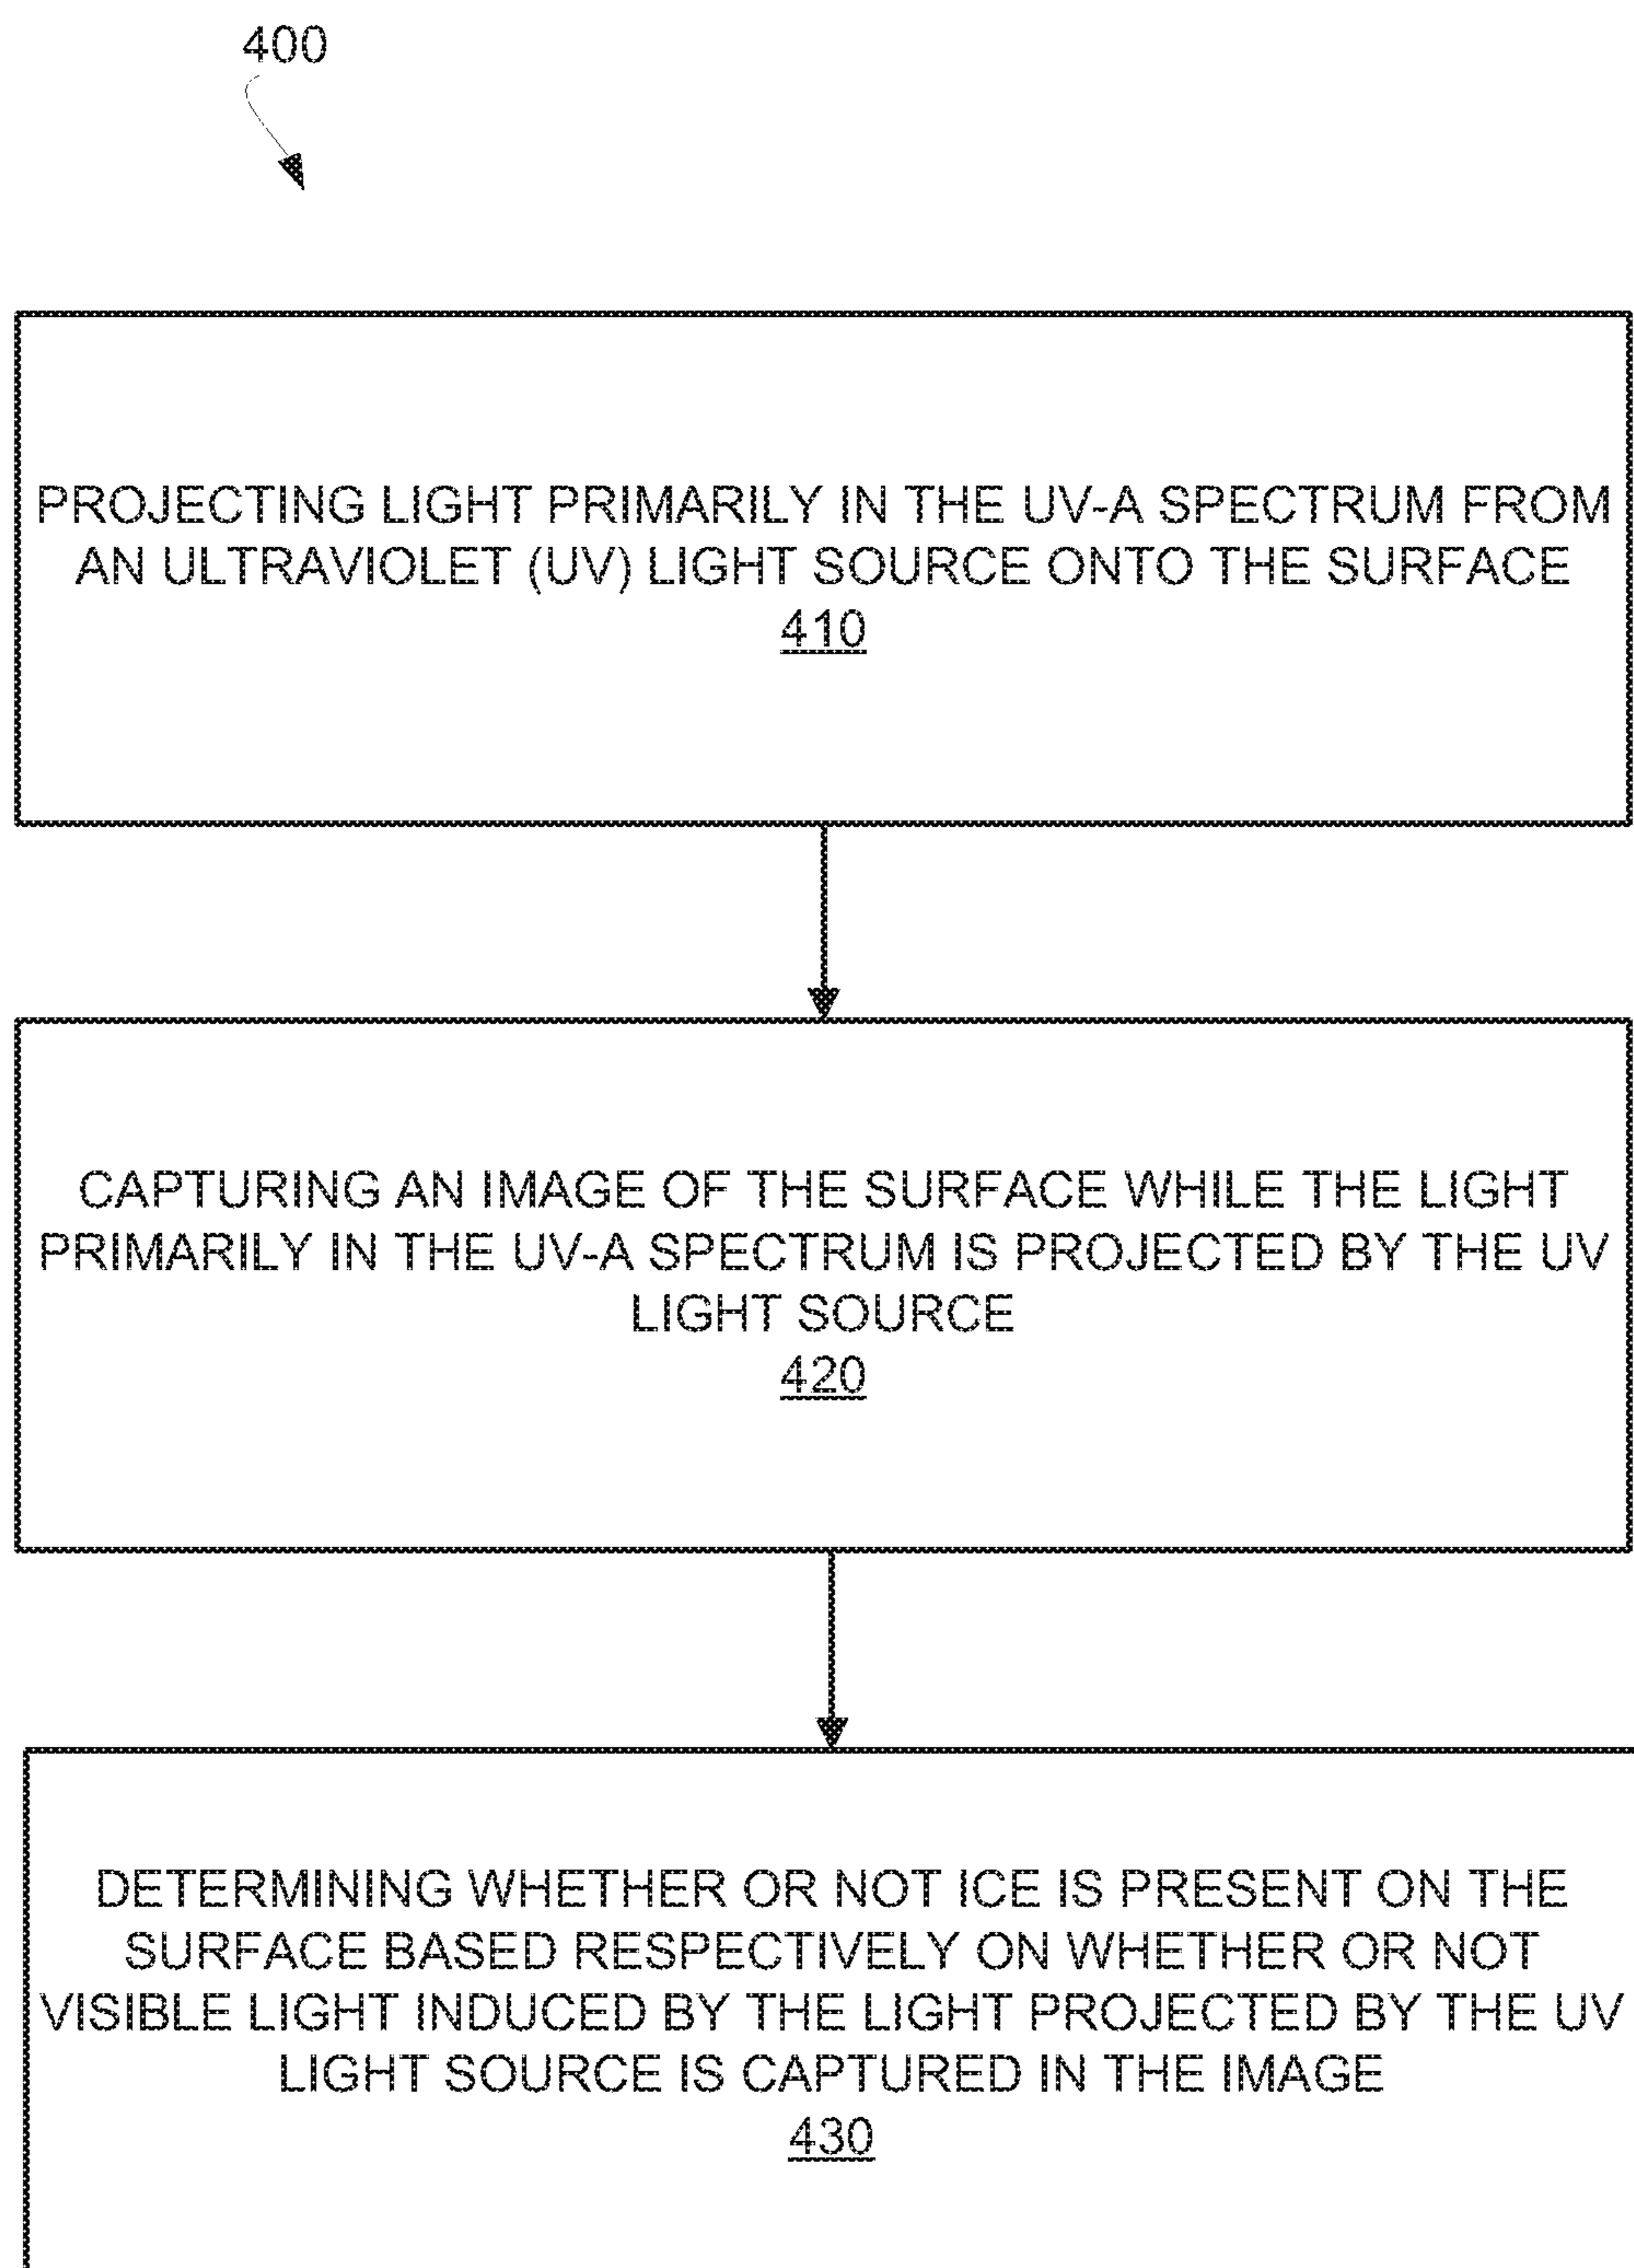 400
PROJECTING LIGHT PRIMARILY IN THE UV-A SPECTRUM FROM
AN ULTRAVIOLET (UV) LIGHT SOURCE ONTO THE SURFACE
410
CAPTURING AN IMAGE OF THE SURFACE WHILE THE LIGHT
PRIMARILY IN THE UV-A SPECTRUM IS PROJECTED BY THE UV
LIGHT SOURCE
420
DETERMINING WHETHER OR NOT ICE IS PRESENT ON THE
SURFACE BASED RESPECTIVELY ON WHETHER OR NOT
VISIBLE LIGHT INDUCED BY THE LIGHT PROJECTED BY THE UV
LIGHT SOURCE IS CAPTURED IN THE IMAGE
430